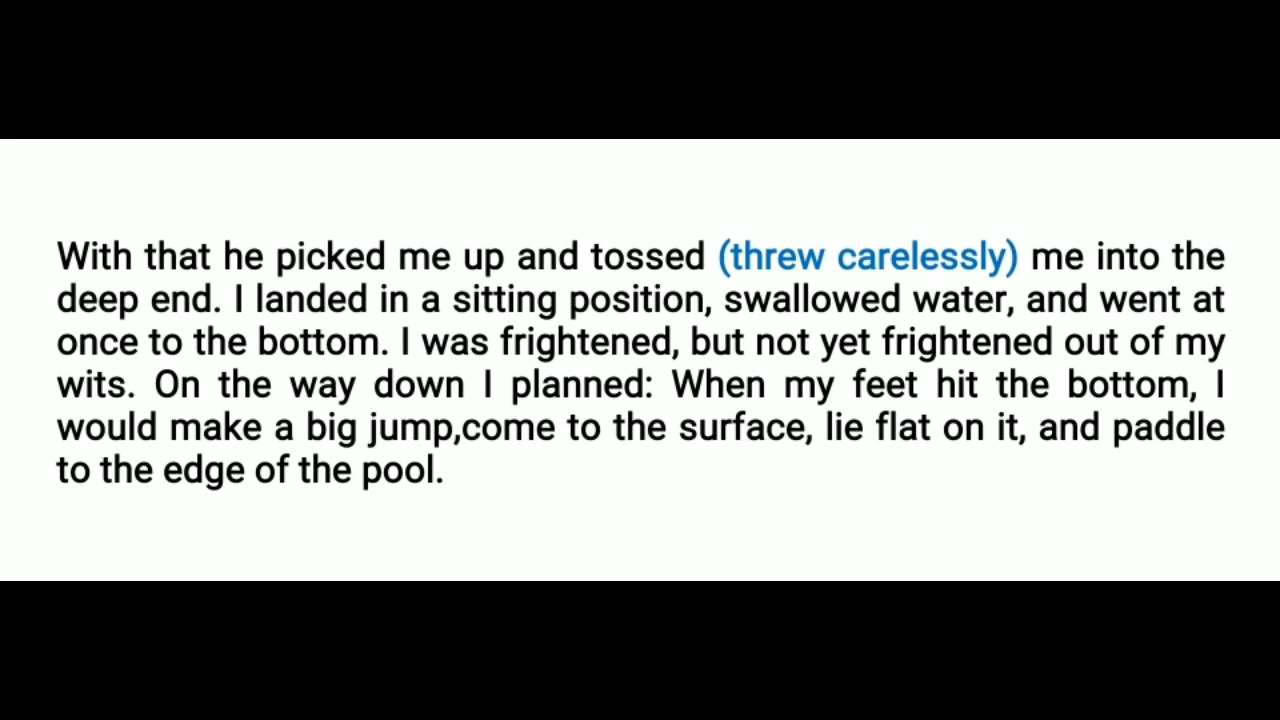 With that he picked me up and tossed (threw carelessly) me into the
deep end. I landed in a sitting position, swallowed water, and went at
once to the bottom. I was frightened, but not yet frightened out of my
wits. On the way down I planned: When my feet hit the bottom, I
would make a big jump,come to the surface, lie flat on it, and paddle
to the edge of the pool.